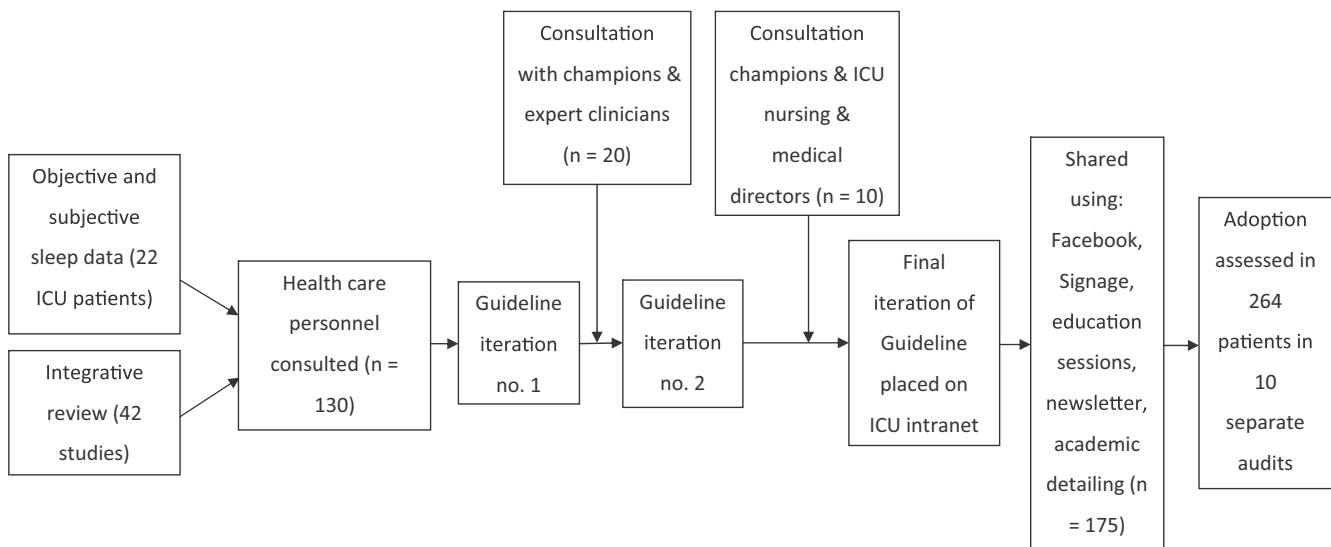 Objective and
subjective
sleep data (22
ICU patients)
Integrative
review (42
studies)
Health care
personnel
consulted (n =
130)
Guideline
iteration
no. 1
Consultation
with champions &
expert clinicians
(n = 20)
Guideline
iteration
no. 2
Consultation
champions & ICU
nursing &
medical
directors (n = 10)
Final
iteration of
Guideline
placed on
ICU intranet
Shared
using:
Facebook,
Signage,
education
sessions,
newsletter,
academic
detailing (n
= 175)
Adoption
assessed in
264
patients in
10
separate
audits